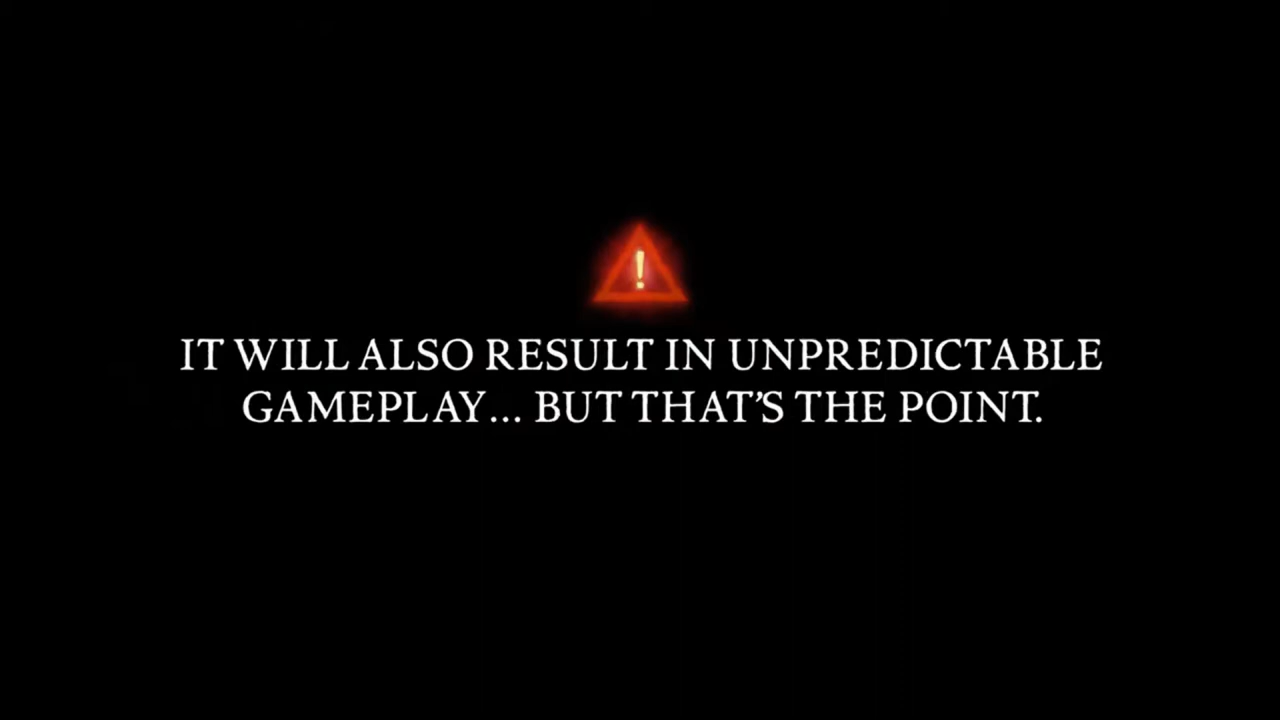 !
IT WILL ALSO RESULT IN UNPREDICTABLE
GAMEPLAY... BUT THAT'S THE POINT.